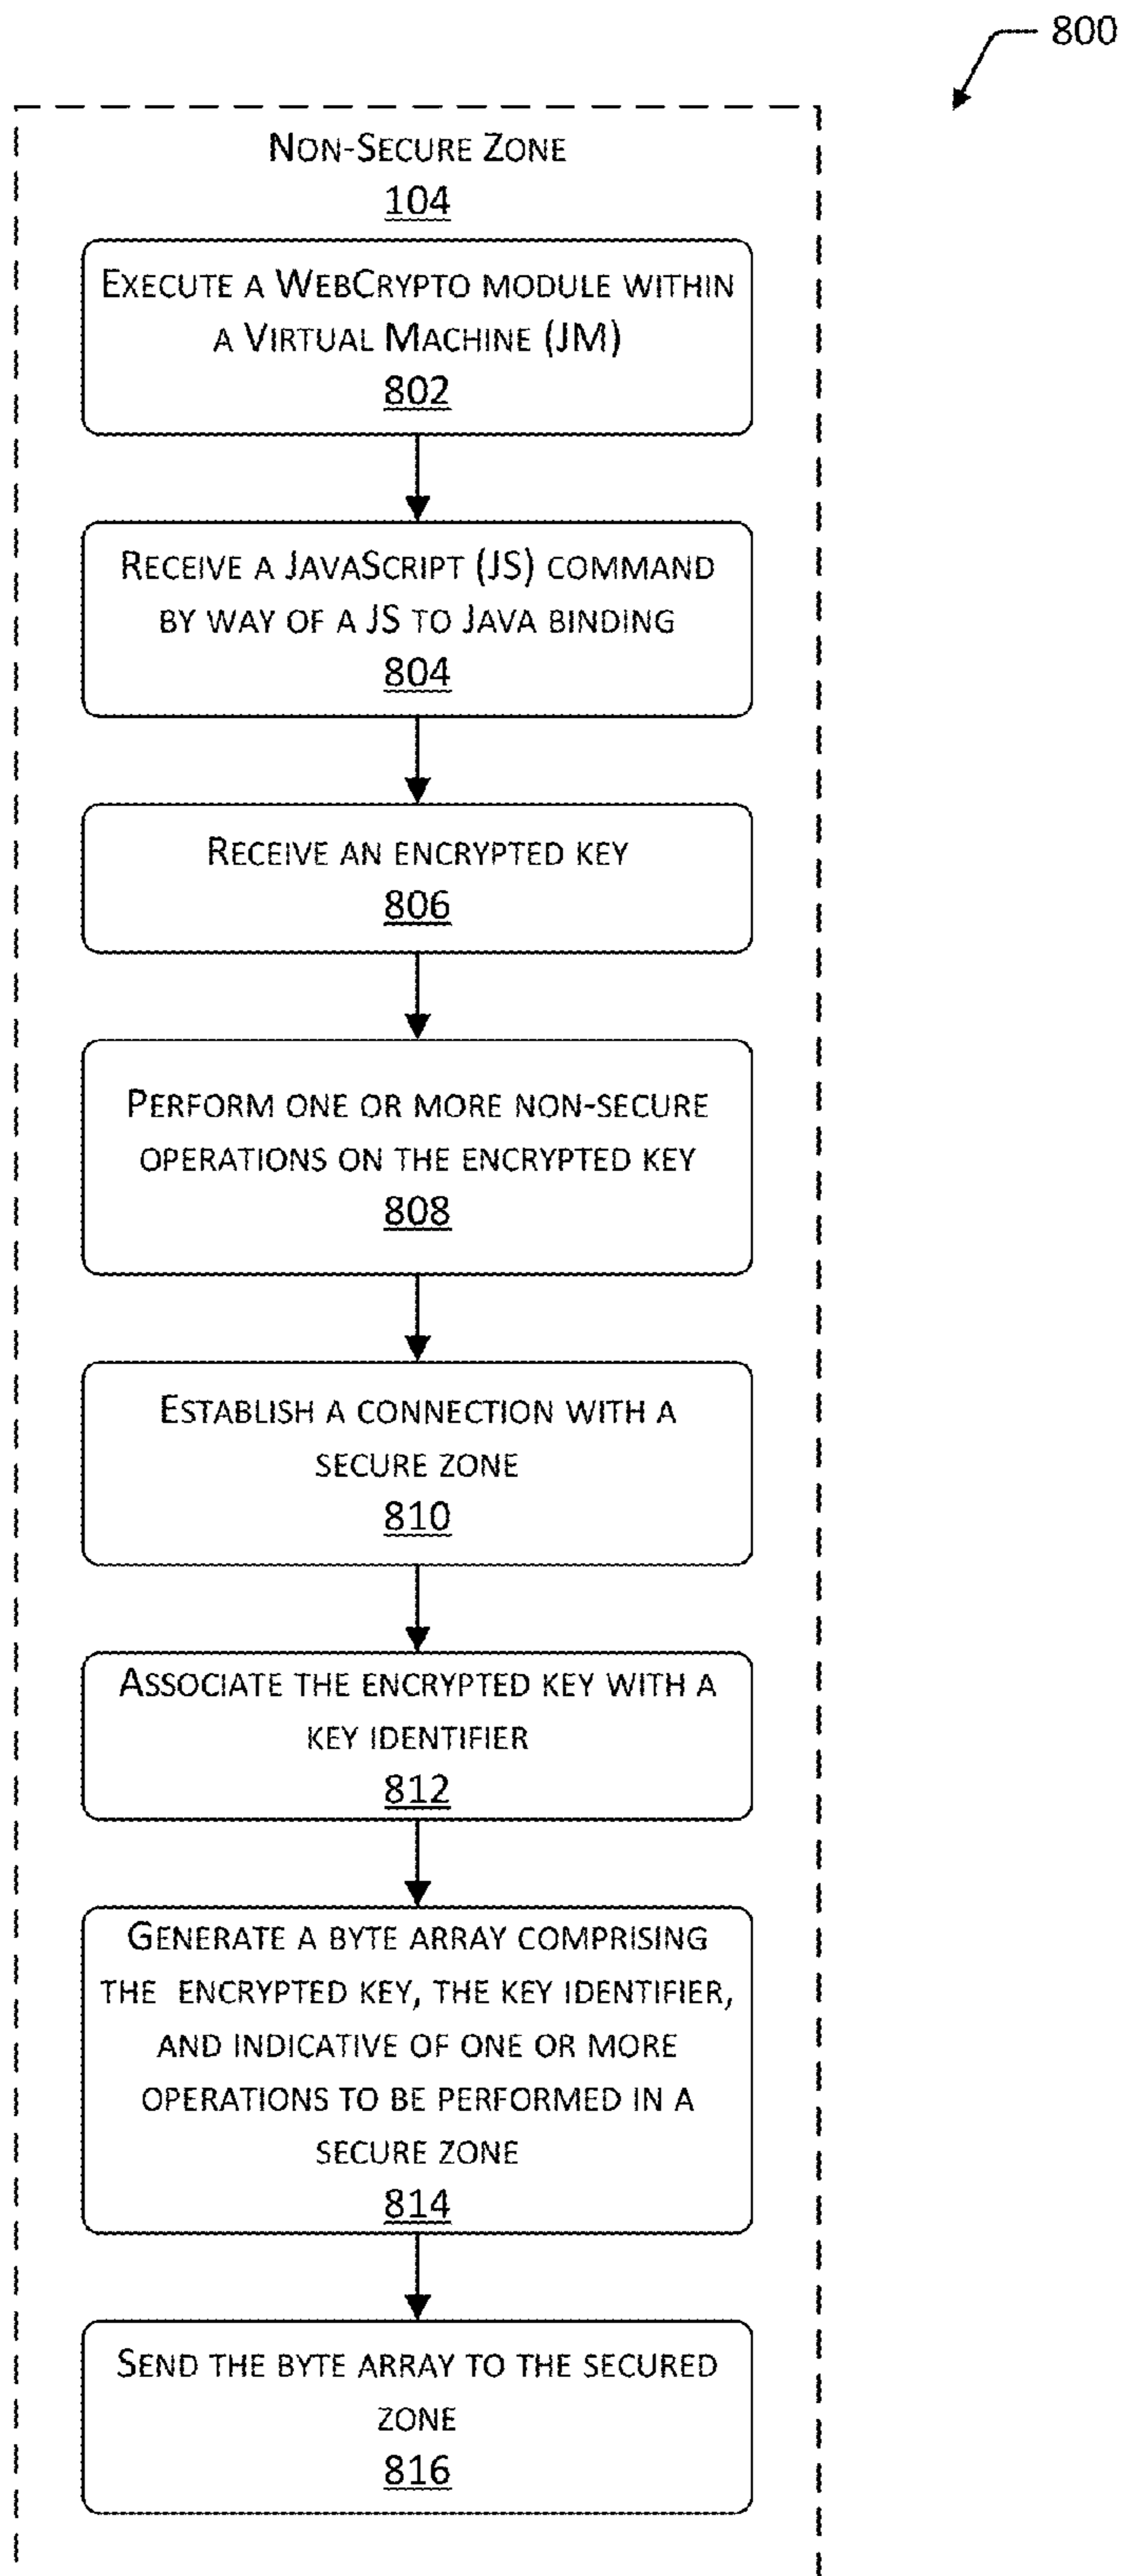 800
NON-SECURE ZONE
104
EXECUTE A WEBCRYPTO MODULE WITHIN
A VIRTUAL MACHINE (JM)
802
RECEIVE A JAVASCRIPT (JS) COMMAND
BY WAY OF A JS TO JAVA BINDING
804
RECEIVE AN ENCRYPTED KEY
806
PERFORM ONE OR MORE NON-SECURE
OPERATIONS ON THE ENCRYPTED KEY
808
ESTABLISH A CONNECTION WITH A
SECURE ZONE
810
ASSOCIATE THE ENCRYPTED KEY WITH A
KEY IDENTIFIER
812
GENERATE A BYTE ARRAY COMPRISING
THE ENCRYPTED KEY, THE KEY IDENTIFIER,
AND INDICATIVE OF ONE OR MORE
OPERATIONS TO BE PERFORMED IN A
SECURE ZONE
814
SEND THE BYTE ARRAY TO THE SECURED
ZONE
816